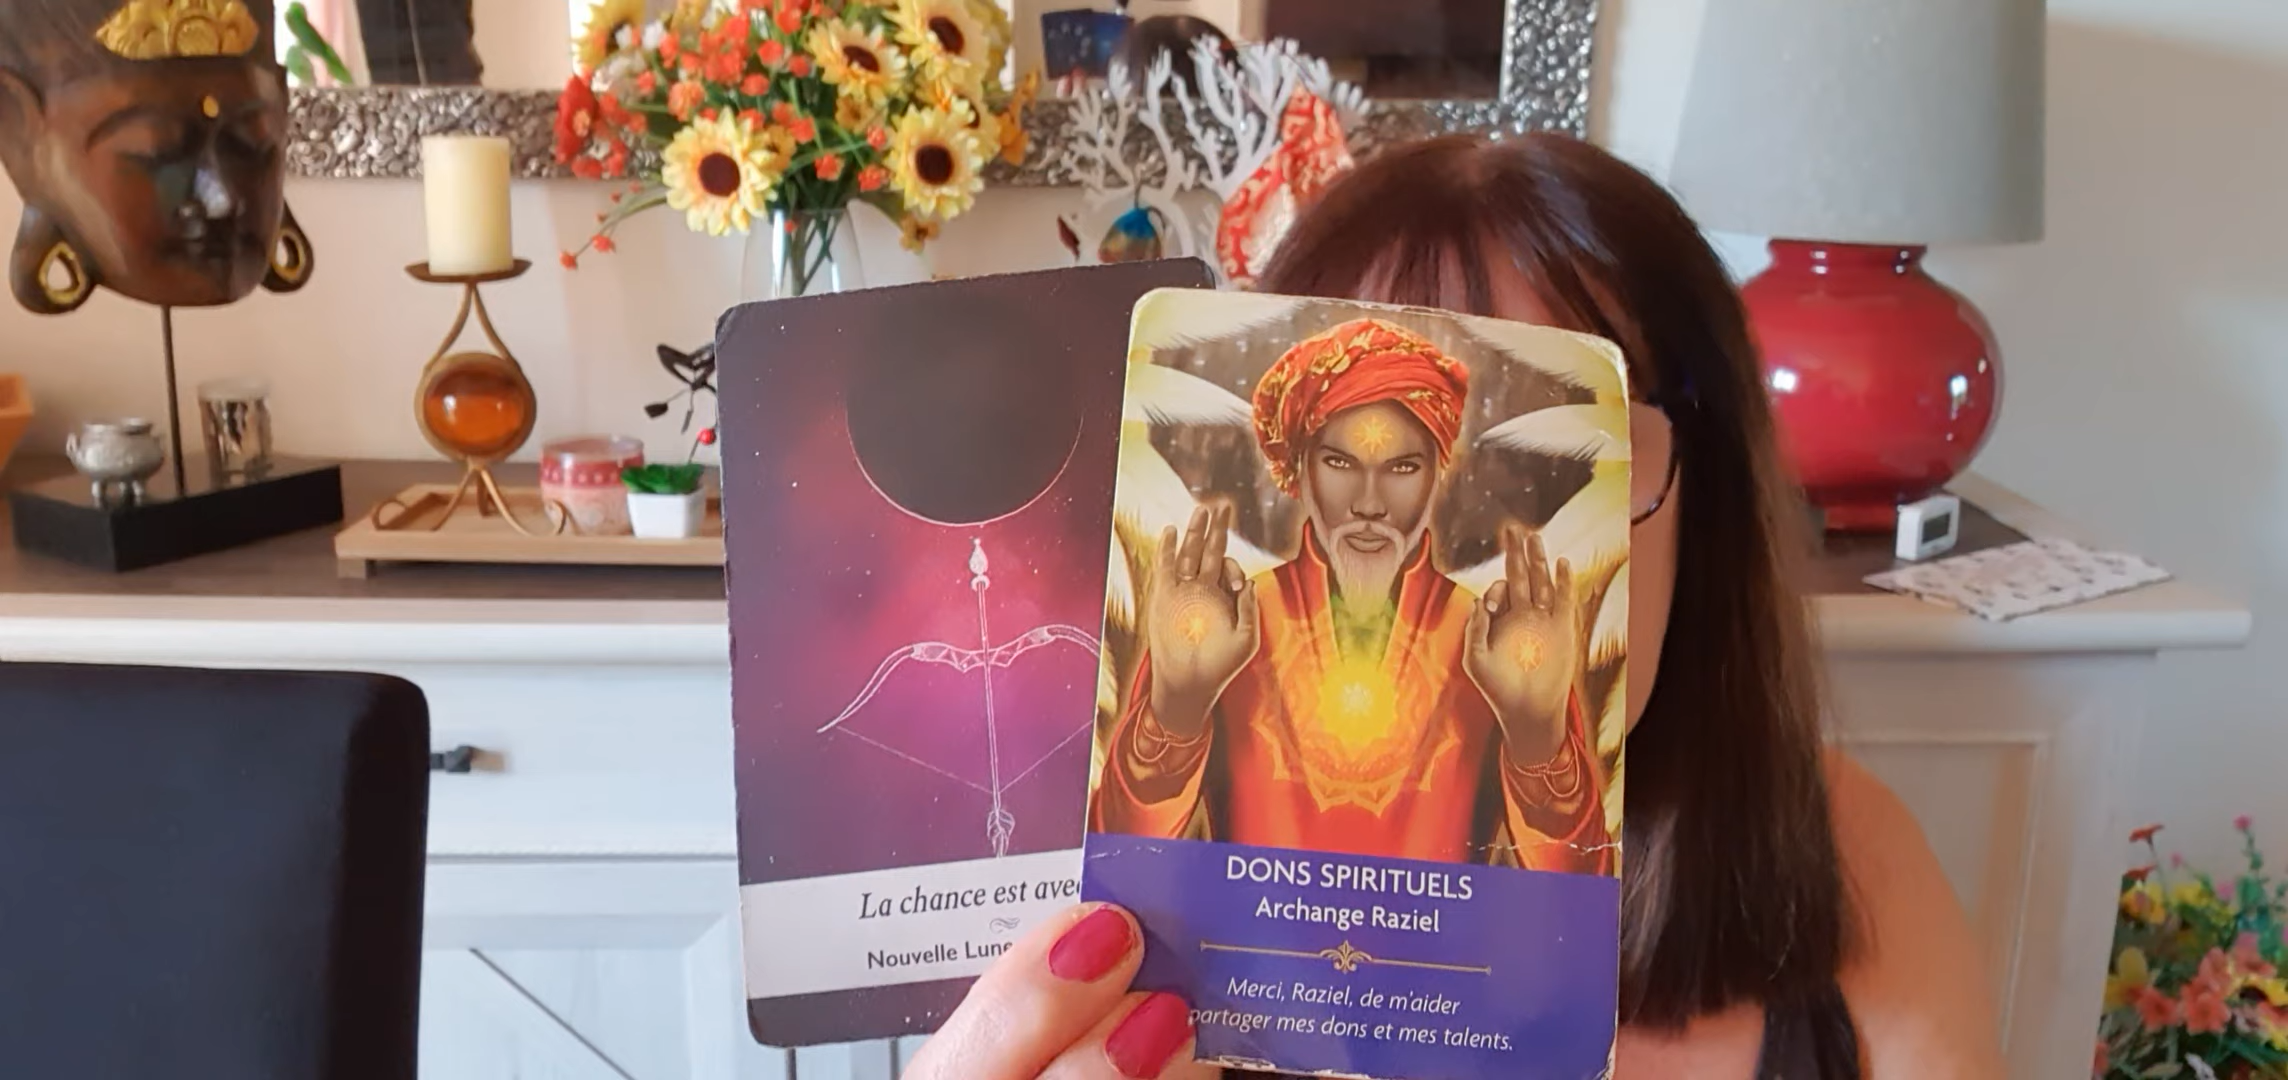 La chance est
Nouvelle Lune
DONS SPIRITUELS
Archange Raziel
Merci, Raziel, de m'aider
partager mes dons et mes talents.